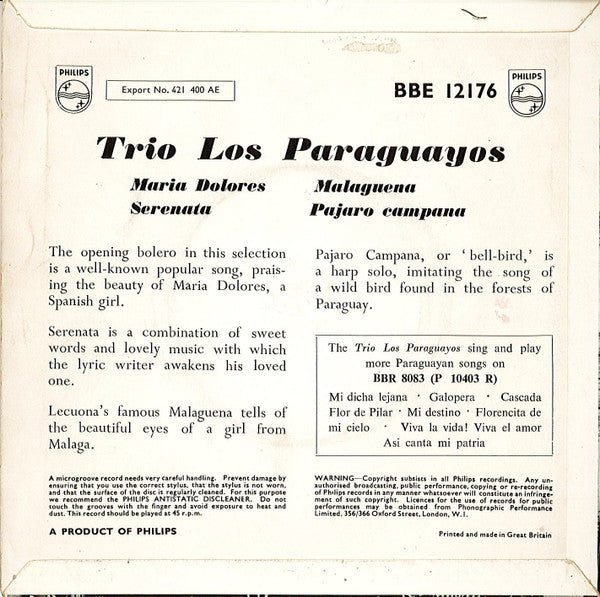 PHILIPS
Export No. 421 400 AE
BBE 12176
PHILIPS
Trio Los Paraguayos
Maria Dolores
Serenata
Malaguena
Pajaro campana
The opening bolero in this selection
is a well-known popular song, prais-
ing the beauty of Maria Dolores, a
Spanish girl.
Serenata is a combination of sweet
words and lovely music with which
the lyric writer awakens his loved
one.
Lecuona's famous Malaguena tells of
the beautiful eyes of a girl from
Malaga.
Pajaro Campana, or ‘bell-bird,’ is
a harp solo, imitating the song of
a wild bird found in the forests of
Paraguay.
The Trio Los Paraguayos sing and play
more Paraguayan songs on
BBR 8083 (P 10403 R)
Mi dicha lejana · Galopera · Cascada
Flor de Pilar · Mi destino · Florencita de
mi cielo · Viva la vida! Viva el amor
Asi canta mi patria
A microgroove record needs very careful handling. Prevent damage by
ensuring that you use the correct stylus, that the stylus is not worn,
and that the surface of the disc is regularly cleaned. For this purpose
we recommend the PHILIPS ANTISTATIC DISCLEANER. Do not
touch the grooves with the finger and avoid exposure to heat and
dust. This record should be played at 45 r.p.m.
A PRODUCT OF PHILIPS
WARNING—Copyright subsists in all Philips recordings. Any un-
authorised broadcasting, public performance, copying or re-recording
of Philips records in any manner whatsoever will constitute an infringe-
ment of such copyright. Licences for the use of records for public
performances may be obtained from Phonographic Performance
Limited, 356/366 Oxford Street, London, W.1.
Printed and made in Great Britain